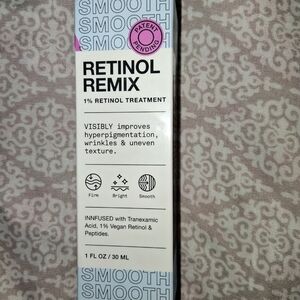 SMOOTH
SMOOTH
SMOOTH
PATENT
PENDING
RETINOL
REMIX
1% RETINOL TREATMENT
VISIBLY improves
hyperpigmentation,
wrinkles & uneven
texture.
Firm
Bright
Smooth
INNFUSED with Tranexamic
Acid, 1% Vegan Retinol &
Peptides.
1 FL OZ / 30 ML
SMOOTH
SMOOTH